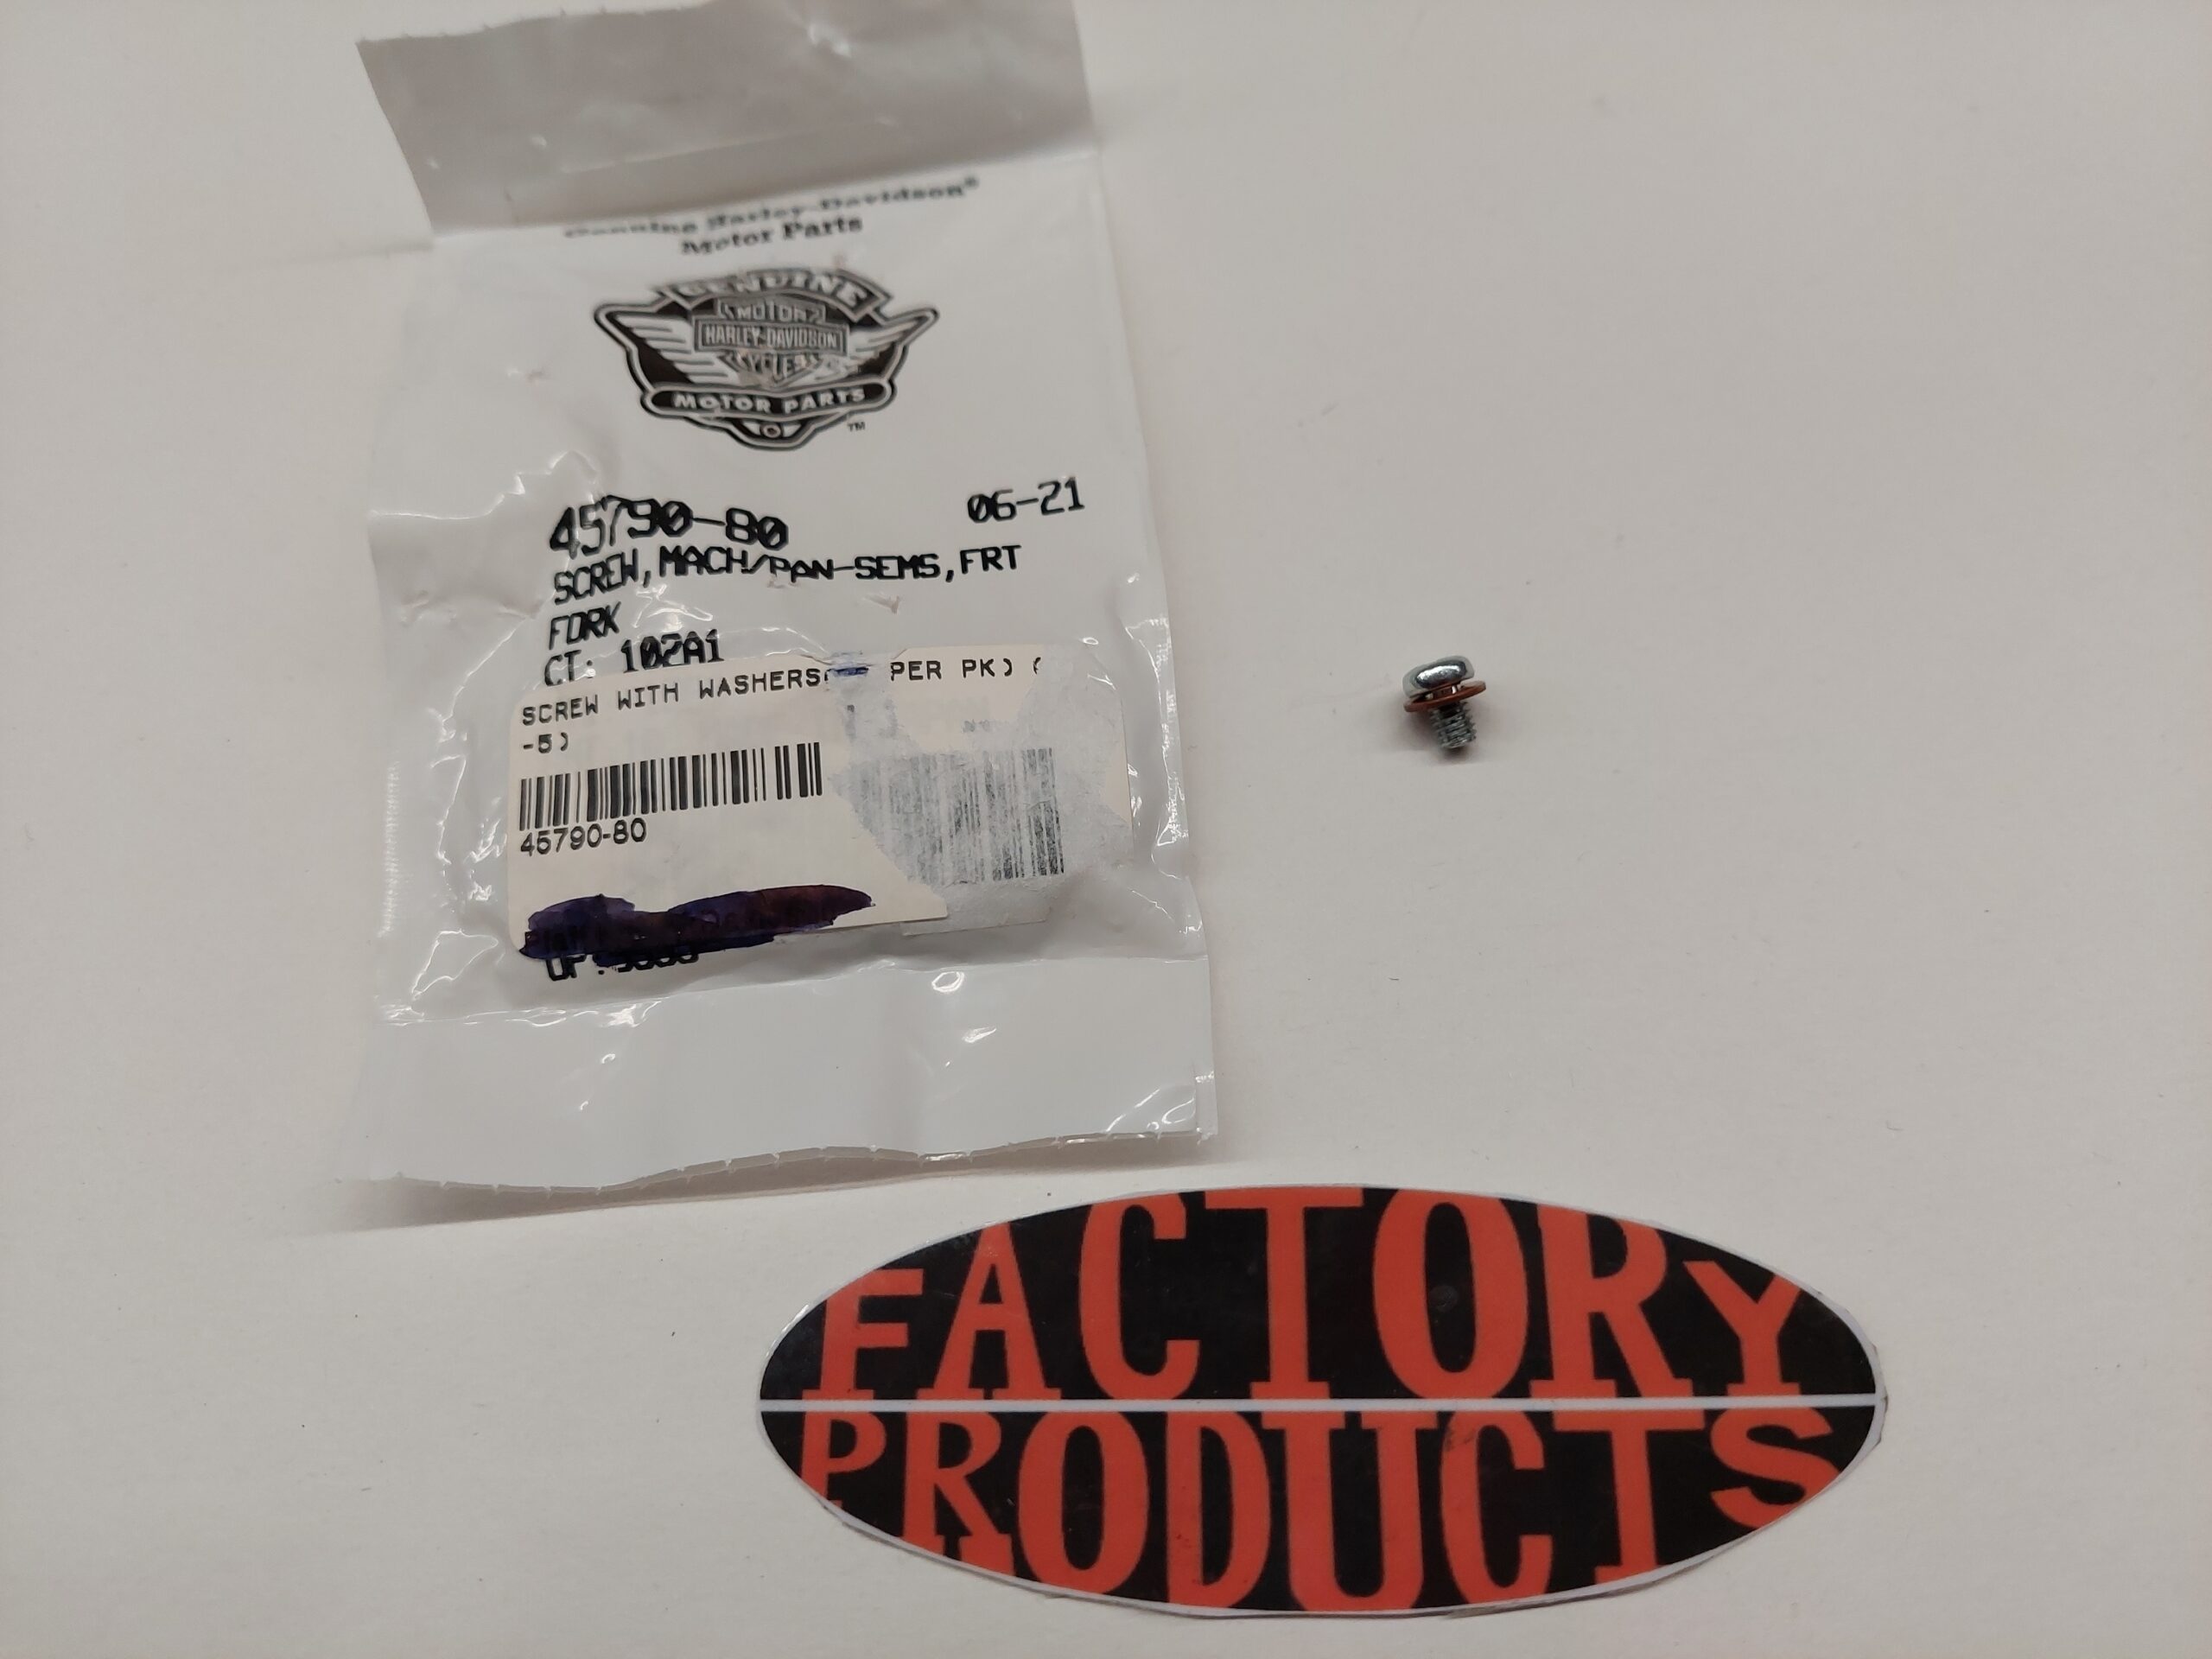 Genuine Harley-Davidson®
Motor Parts
GENUINE
MOTOR
HARLEY-DAVIDSON
CYCLES
MOTOR PARTS
™
45790-80 06-21
SCREW, MACH/PAN-SEMS, FRT
FORK
CT: 102A1
SCREW WITH WASHERS( PER PK) (
-5)
45790-80
FACTORY
PRODUCTS